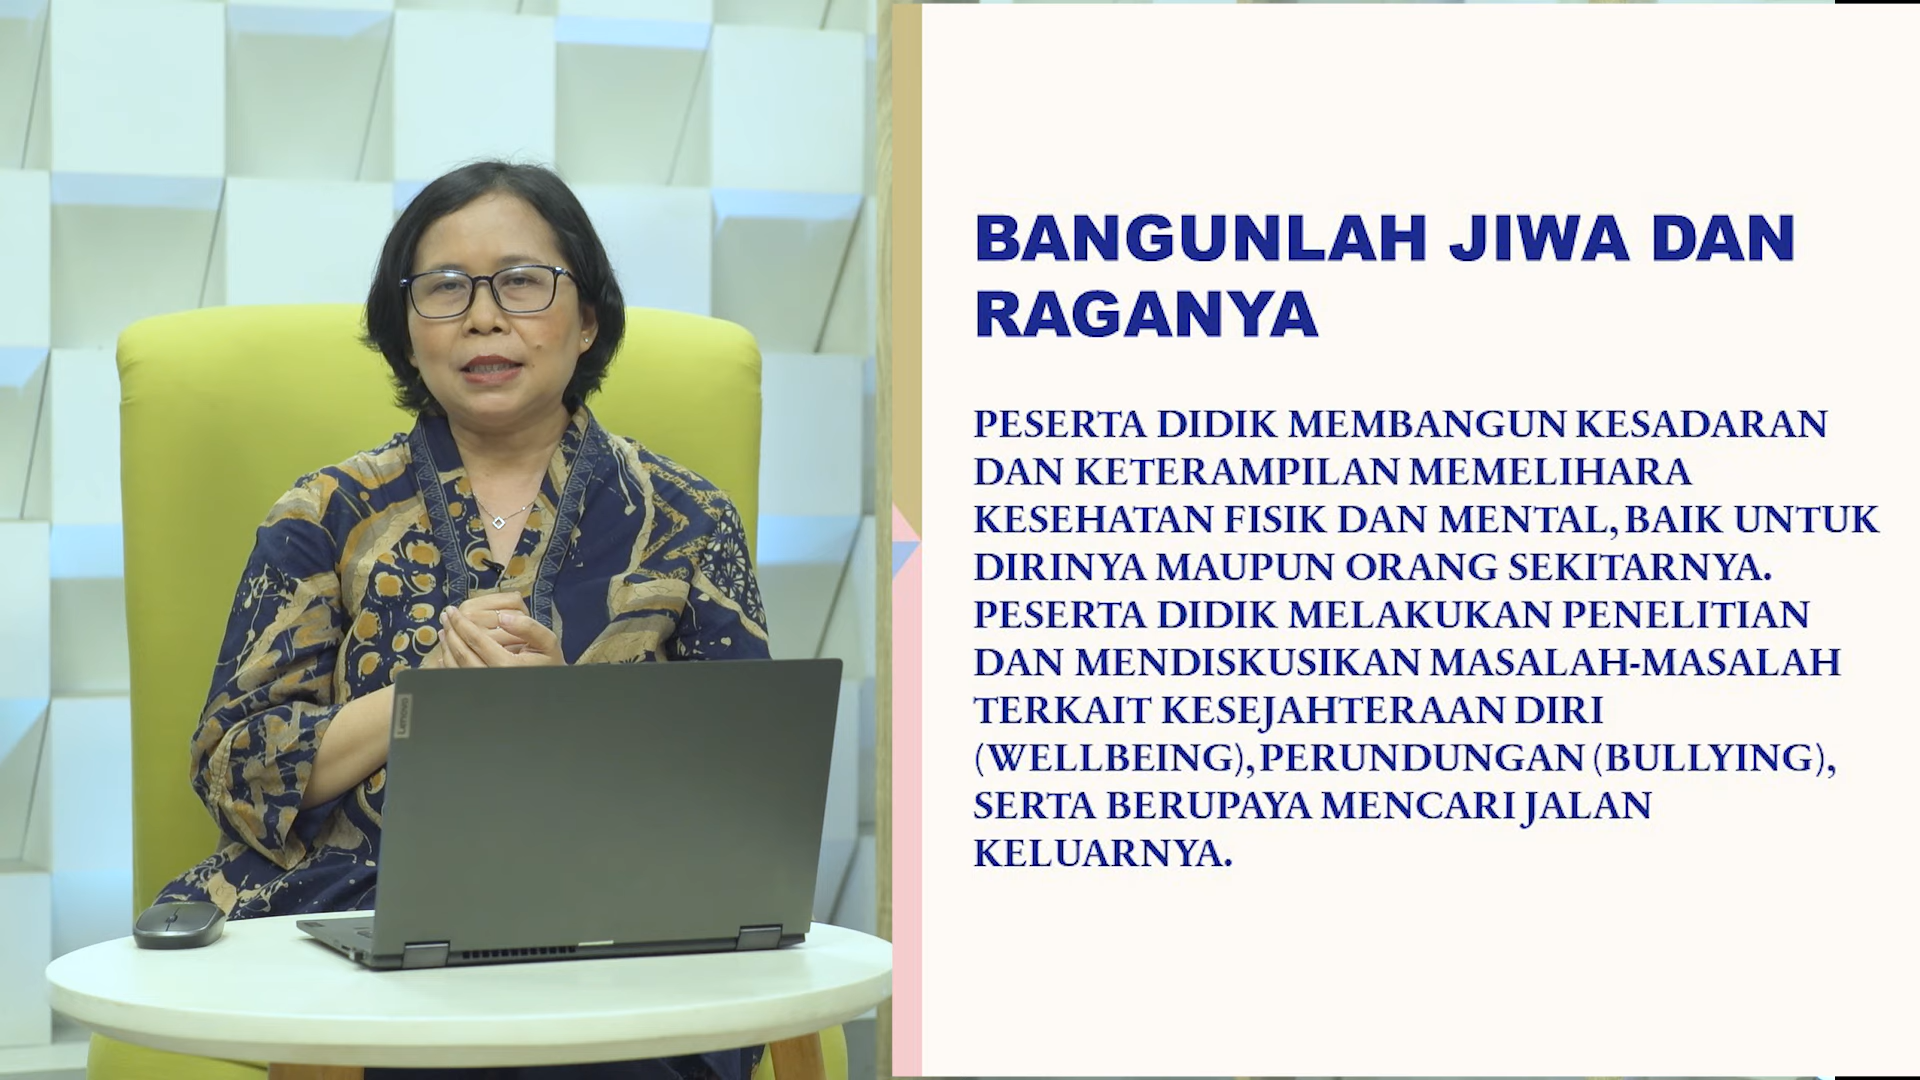 BANGUNLAH JIWA DAN
RAGANYA
PESERTA DIDIK MEMBANGUN KESADARAN
DAN KETERAMPILAN MEMELIHARA
KESEHATAN FISIK DAN MENTAL, BAIK UNTUK
DIRINYA MAUPUN ORANG SEKITARNYA.
PESERTA DIDIK MELAKUKAN PENELITIAN
DAN MENDISKUSIKAN MASALAH-MASALAH
TERKAIT KESEJAHTERAAN DIRI
(WELLBEING), PERUNDUNGAN (BULLYING),
SERTA BERUPAYA MENCARI JALAN
KELUARNYA.
Lenovo